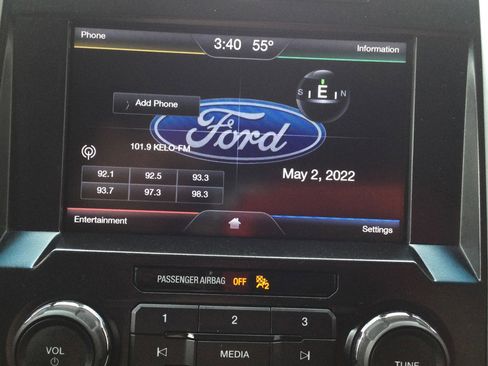 Phone
3:40 55°
Information
Add Phone
S E N
Ford
101.9 KELO-FM
92.1 92.5 93.3
93.7 97.3 98.3
May 2, 2022
Entertainment
Settings
PASSENGER AIRBAG OFF 2
1 2 3
VOL
MEDIA
TUNE